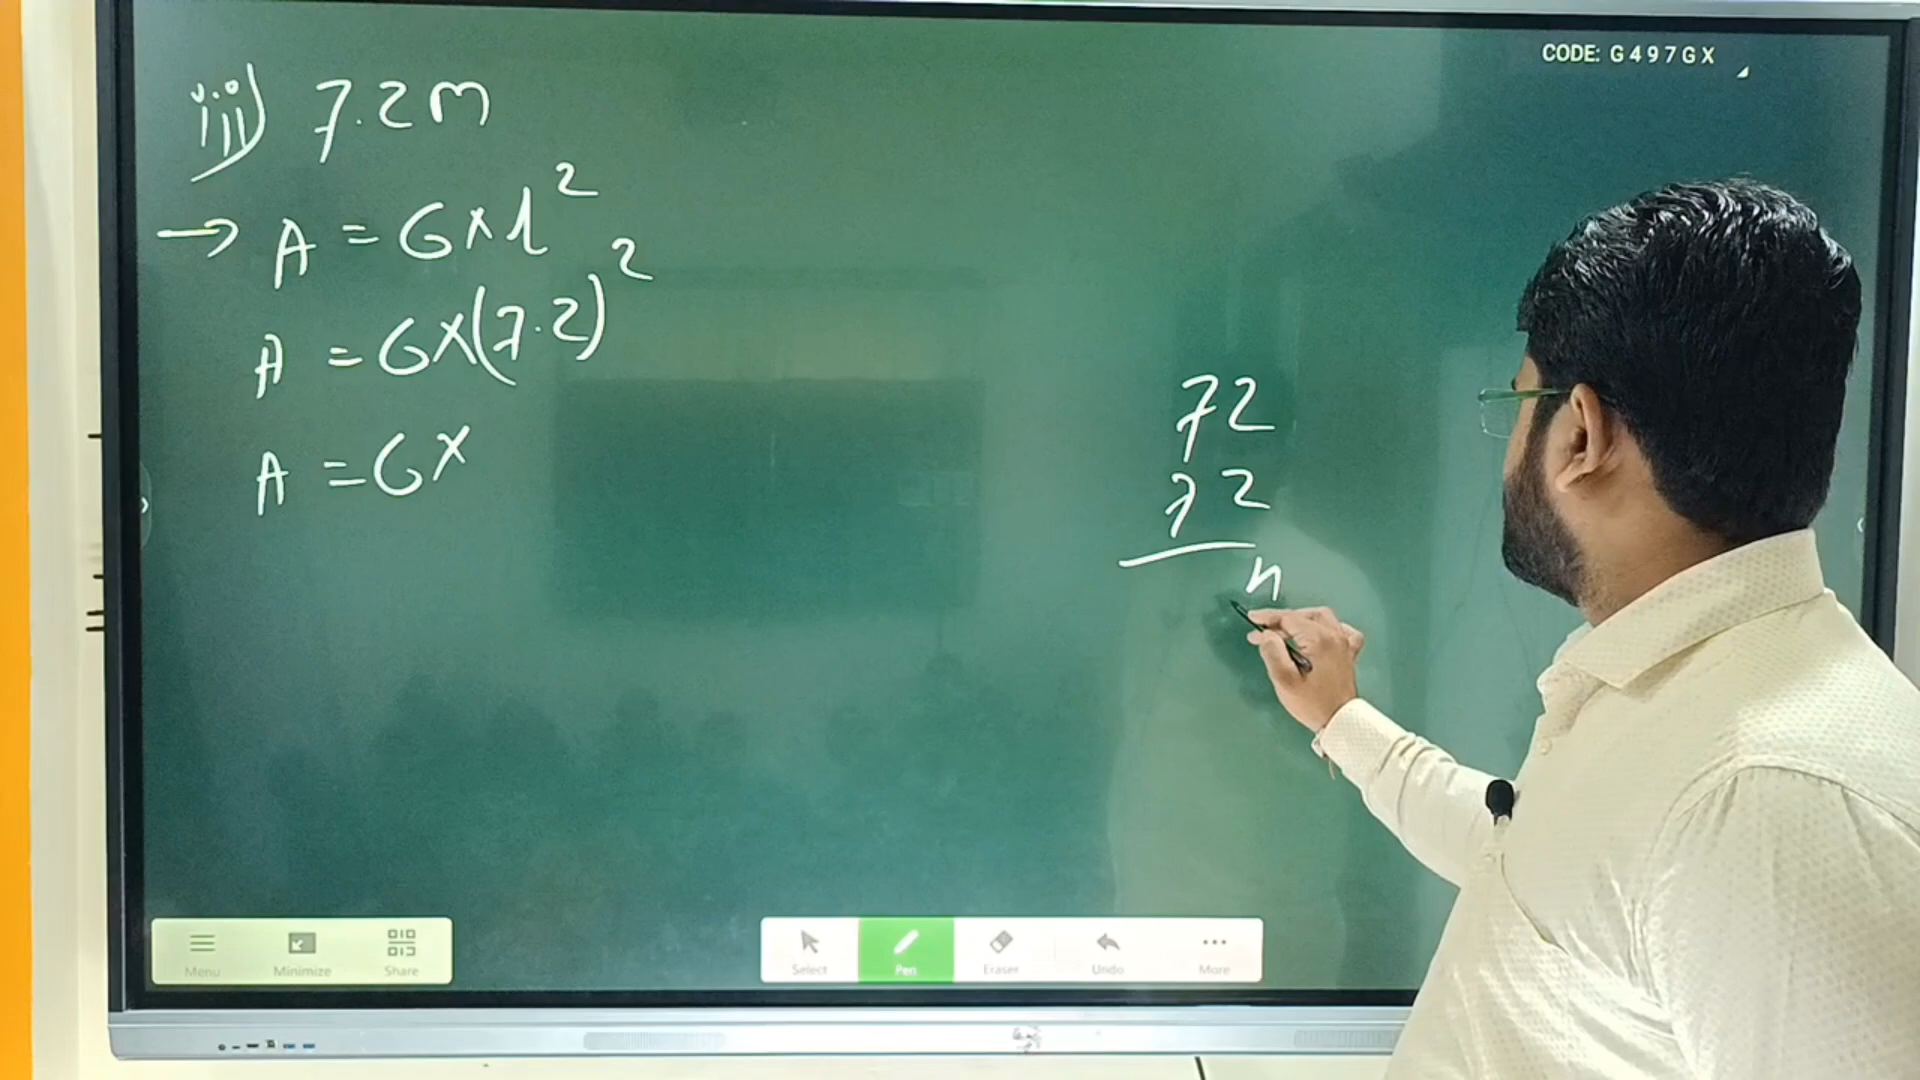 CODE: G497GX
iii) 7.2m
→ A = 6×l²
A = 6×(7.2)²
A = 6×
72
72
Menu Minimize Share
Select Pen Eraser Undo More